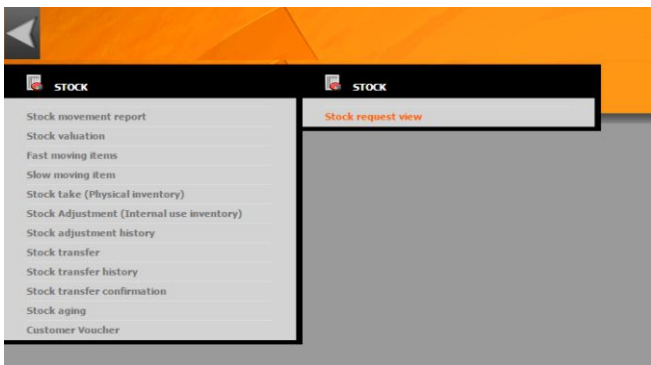 STOCK
Stock movement report
Stock valuation
Fast moving items
Slow moving item
Stock take (Physical inventory)
Stock Adjustment (Internal use inventory)
Stock adjustment history
Stock transfer
Stock transfer history
Stock transfer confirmation
Stock aging
Customer Voucher
STOCK
Stock request view